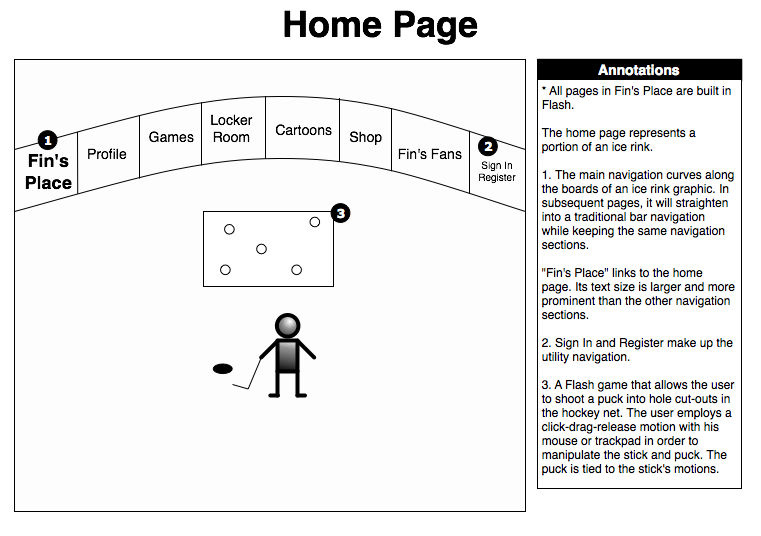 Home Page
1
Fin's
Place
Profile
Games
Locker
Room
Cartoons
Shop
Fin's Fans
2
Sign In
Register
3
Annotations
* All pages in Fin's Place are built in
Flash.
The home page represents a
portion of an ice rink.
1. The main navigation curves along
the boards of an ice rink graphic. In
subsequent pages, it will straighten
into a traditional bar navigation
while keeping the same navigation
sections.
"Fin's Place" links to the home
page. Its text size is larger and more
prominent than the other navigation
sections.
2. Sign In and Register make up the
utility navigation.
3. A Flash game that allows the user
to shoot a puck into hole cut-outs in
the hockey net. The user employs a
click-drag-release motion with his
mouse or trackpad in order to
manipulate the stick and puck. The
puck is tied to the stick's motions.